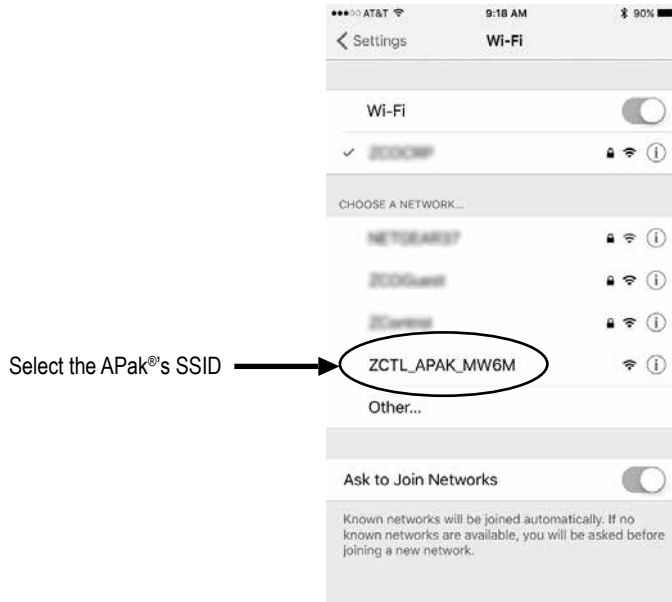 AT&T 9:18 AM 90%
Settings Wi-Fi
Wi-Fi
CHOOSE A NETWORK...
Select the APak®'s SSID
ZCTL_APAK_MW6M
Other...
Ask to Join Networks
Known networks will be joined automatically. If no
known networks are available, you will be asked before
joining a new network.